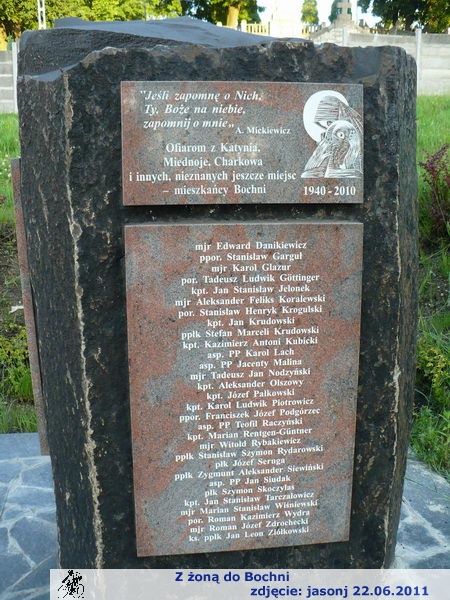 „Jeśli zapomnę o Nich,
Ty, Boże na niebie,
zapomnij o mnie”
A. Mickiewicz
Ofiarom z Katynia,
Miednoje, Charkowa
i innych, nieznanych jeszcze miejsc
– mieszkańcy Bochni
1940-2010
mjr Edward Danikiewicz
ppor. Stanisław Gargul
mjr Karol Glazur
por. Tadeusz Ludwik Göttinger
kpt. Jan Stanisław Jelonek
mjr Aleksander Feliks Koralewski
por. Stanisław Henryk Krogulski
kpt. Jan Krudowski
ppłk Stefan Marceli Krudowski
kpt. Kazimierz Antoni Kubicki
asp. PP Karol Lach
asp. PP Jacenty Malina
mjr Tadeusz Jan Nodzyński
kpt. Aleksander Olszowy
kpt. Józef Pałkowski
kpt. Karol Ludwik Piotrowicz
ppor. Franciszek Józef Podgórzec
asp. PP Teofil Raczyński
kpt. Marian Rentgen-Güntner
mjr Witold Rybakiewicz
ppłk Stanisław Szymon Rydarowski
płk Józef Seruga
ppłk Zygmunt Aleksander Siewiński
asp. PP Jan Siudak
płk Szymon Skoczylas
kpt. Jan Stanisław Tarczałowicz
mjr Marian Stanisław Wiśniewski
por. Roman Kazimierz Wydra
mjr Roman Józef Zdrochecki
ks. ppłk Jan Leon Ziółkowski
Z żoną do Bochni
zdjęcie: jasonj 22.06.2011